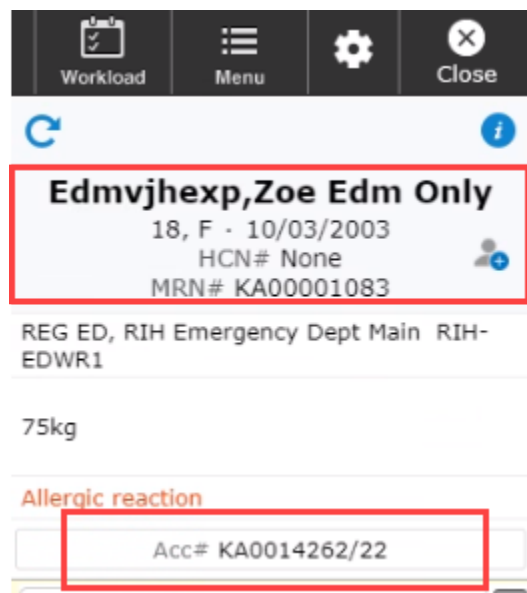 Workload Menu Close
Edmvjhexp,Zoe Edm Only
18, F · 10/03/2003
HCN# None
MRN# KA00001083
REG ED, RIH Emergency Dept Main RIH-
EDWR1
75kg
Allergic reaction
Acc# KA0014262/22